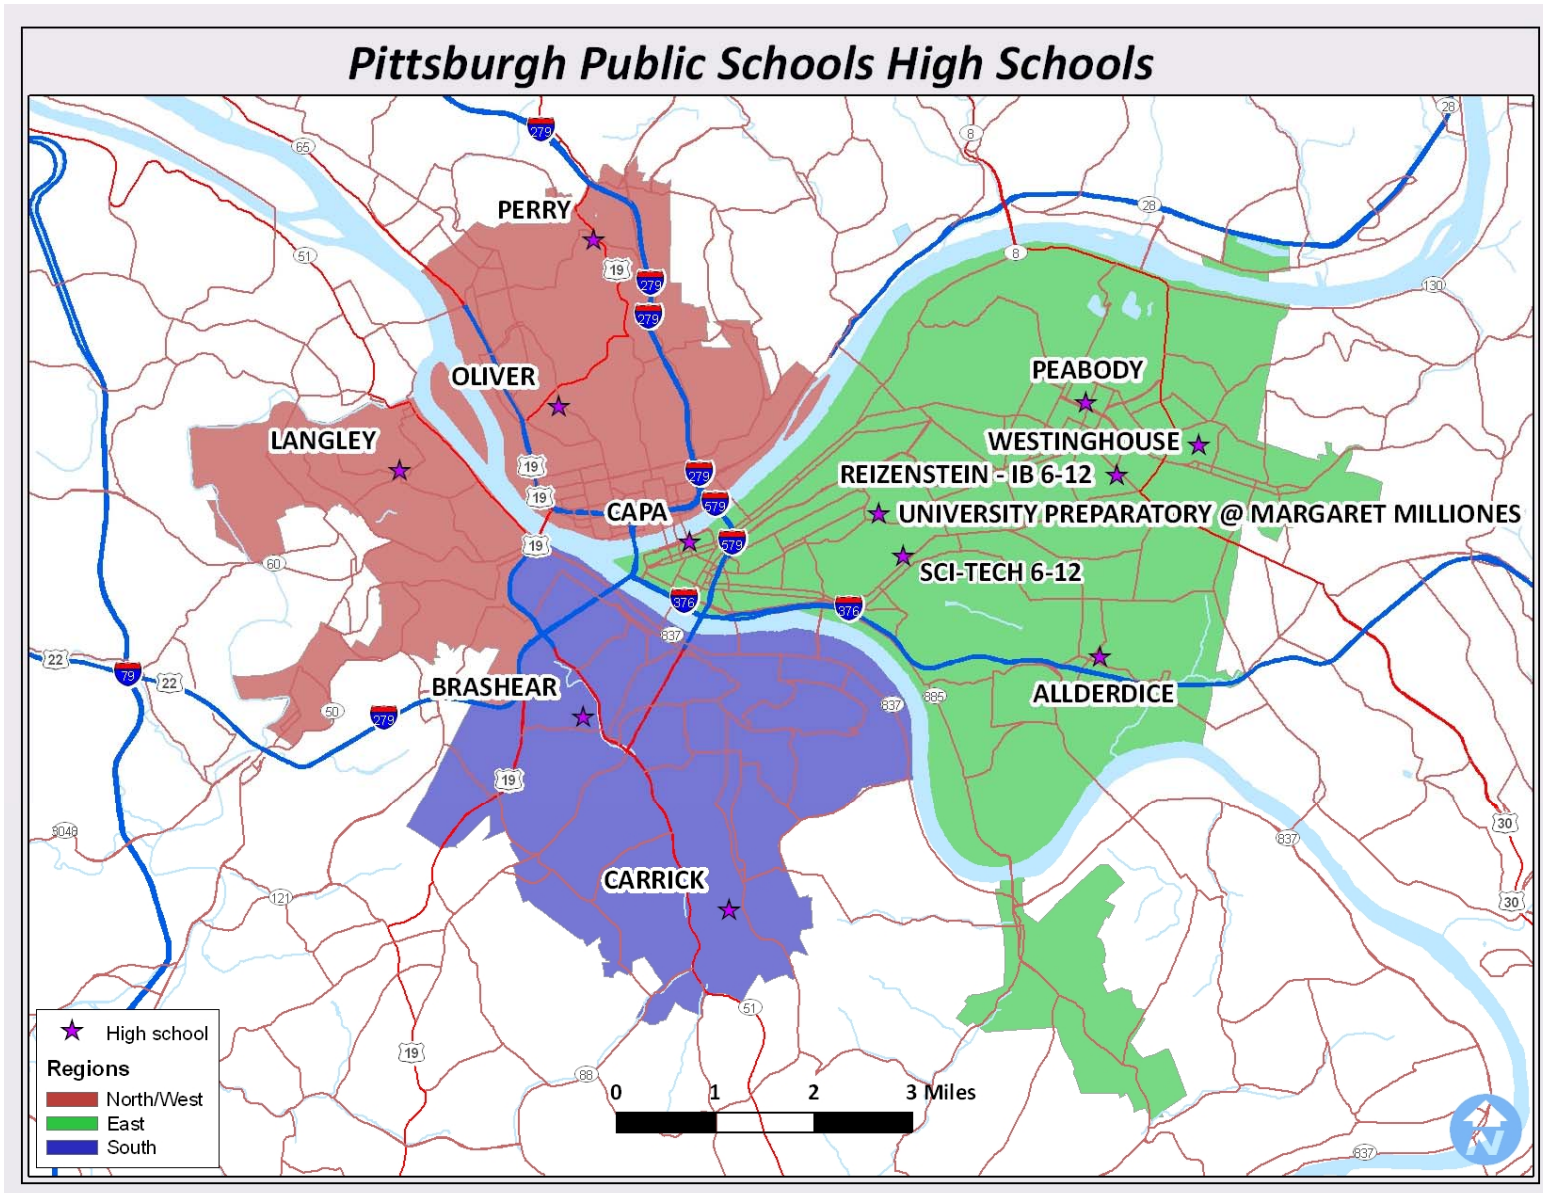 Pittsburgh Public Schools High Schools
28
279
8
65
PERRY
28
51
19
8
279
130
279
OLIVER
PEABODY
LANGLEY
WESTINGHOUSE
19
279
REIZENSTEIN - IB 6-12
19
579
CAPA
UNIVERSITY PREPARATORY @ MARGARET MILLIONES
19
579
60
SCI-TECH 6-12
376
376
837
22
79
22
BRASHEAR
ALLDERDICE
885
837
50
279
19
30
837
CARRICK
121
30
51
19
88
High school
Regions
North/West
East
South
0 1 2 3 Miles
N
837